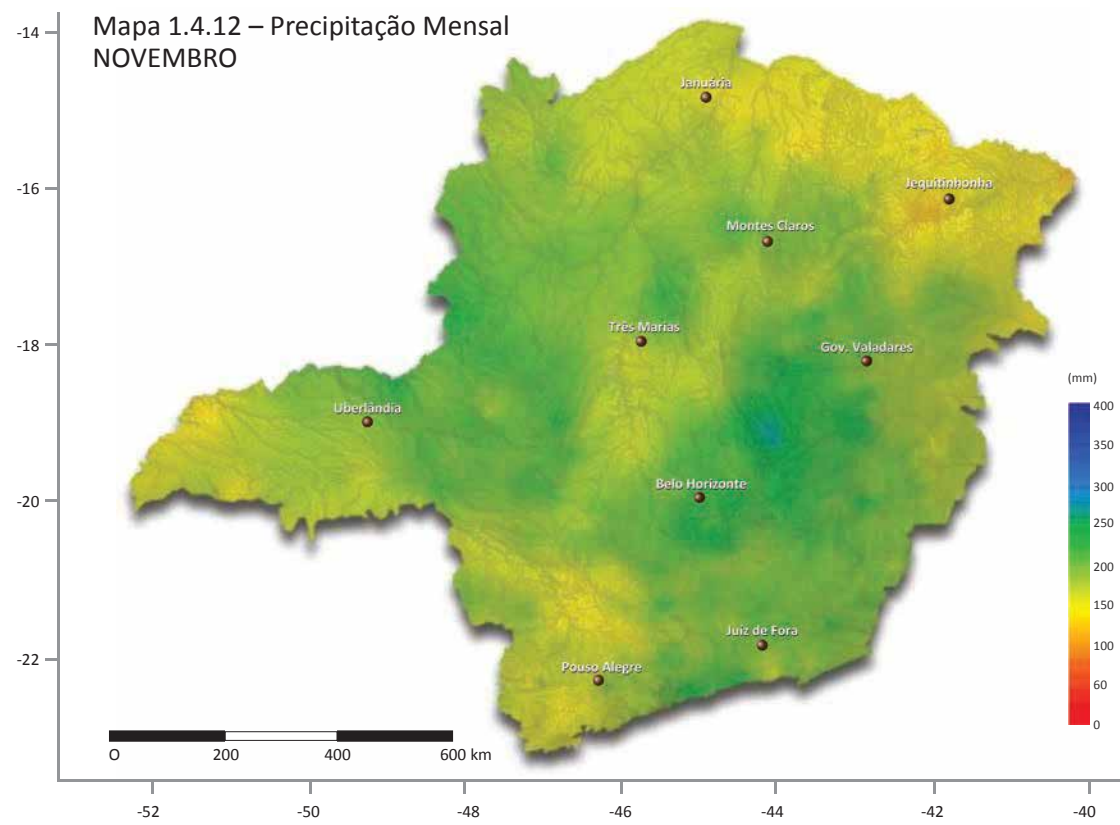 Mapa 1.4.12 – Precipitação Mensal
NOVEMBRO
-14
-16
-18
-20
-22
Januária
Jequitinhonha
Montes Claros
Três Marias
Gov. Valadares
Uberlândia
Belo Horizonte
Juiz de Fora
Pouso Alegre
(mm)
400
350
300
250
200
150
100
60
0
O 200 400 600 km
-52 -50 -48 -46 -44 -42 -40